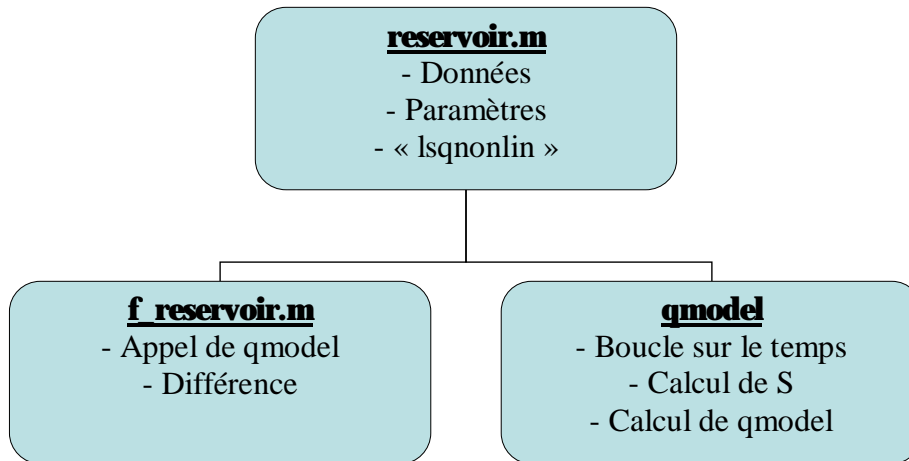 reservoir.m
- Données
- Paramètres
- « lsqnonlin »
f_reservoir.m
- Appel de qmodel
- Différence
qmodel
- Boucle sur le temps
- Calcul de S
- Calcul de qmodel